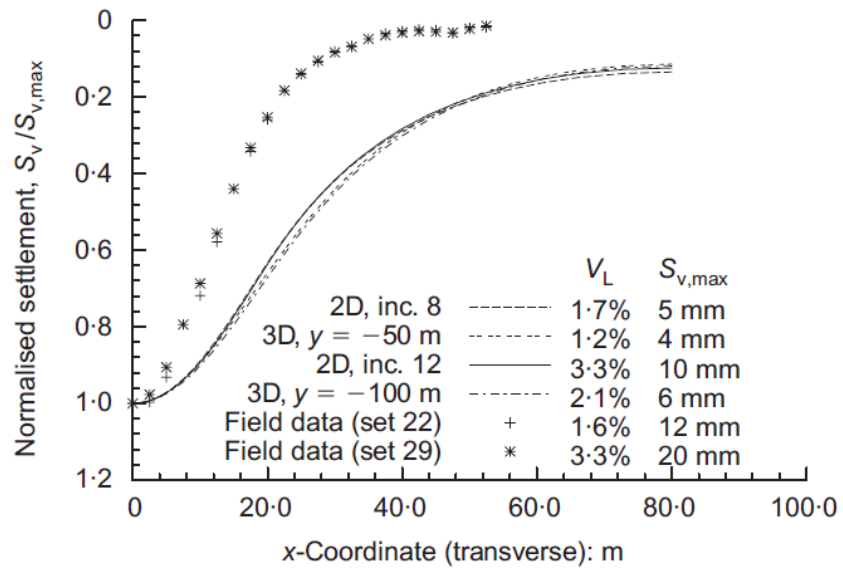 Normalised settlement, Sv/Sv,max
0
0·2
0·4
0·6
0·8
1·0
1·2
VL Sv,max
2D, inc. 8 1·7% 5 mm
3D, y = −50 m 1·2% 4 mm
2D, inc. 12 3·3% 10 mm
3D, y = −100 m 2·1% 6 mm
Field data (set 22) + 1·6% 12 mm
Field data (set 29) * 3·3% 20 mm
0 20·0 40·0 60·0 80·0 100·0
x-Coordinate (transverse): m